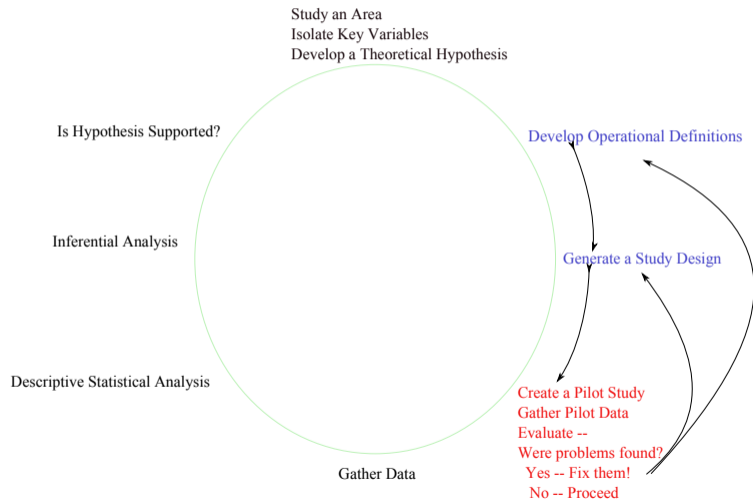 Study an Area
Isolate Key Variables
Develop a Theoretical Hypothesis
Is Hypothesis Supported?
Develop Operational Definitions
Inferential Analysis
Generate a Study Design
Descriptive Statistical Analysis
Create a Pilot Study
Gather Pilot Data
Evaluate --
Were problems found?
Yes -- Fix them!
No -- Proceed
Gather Data